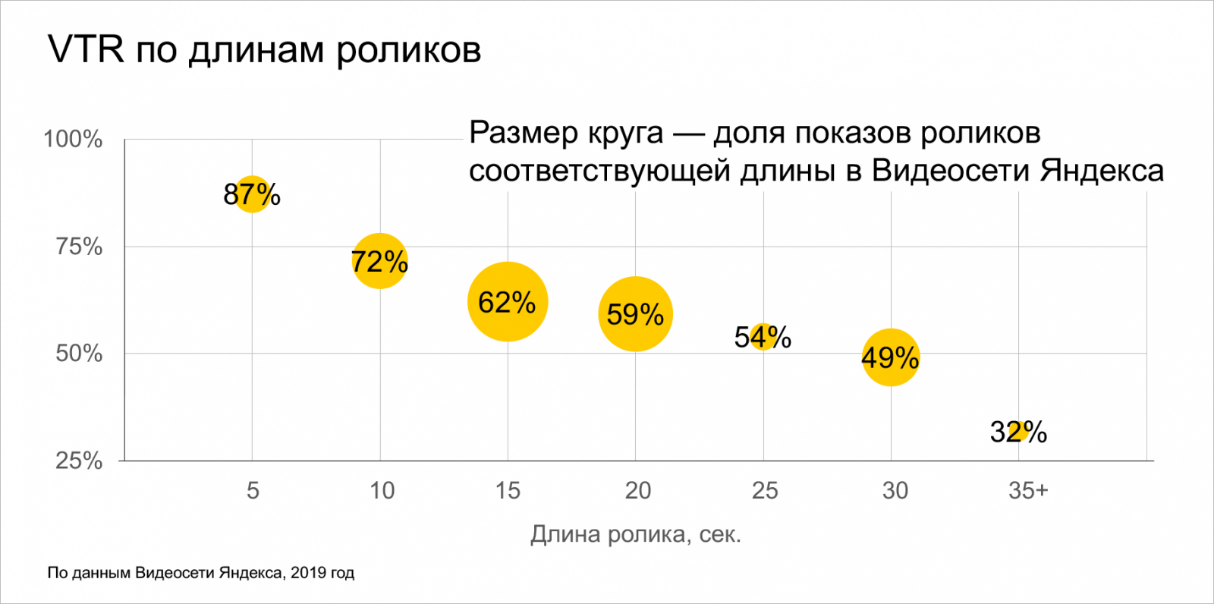 VTR по длинам роликов
Размер круга — доля показов роликов
соответствующей длины в Видеосети Яндекса
100%
87%
75%
72%
62%
59%
54%
50%
49%
32%
25%
5 10 15 20 25 30 35+
Длина ролика, сек.
По данным Видеосети Яндекса, 2019 год